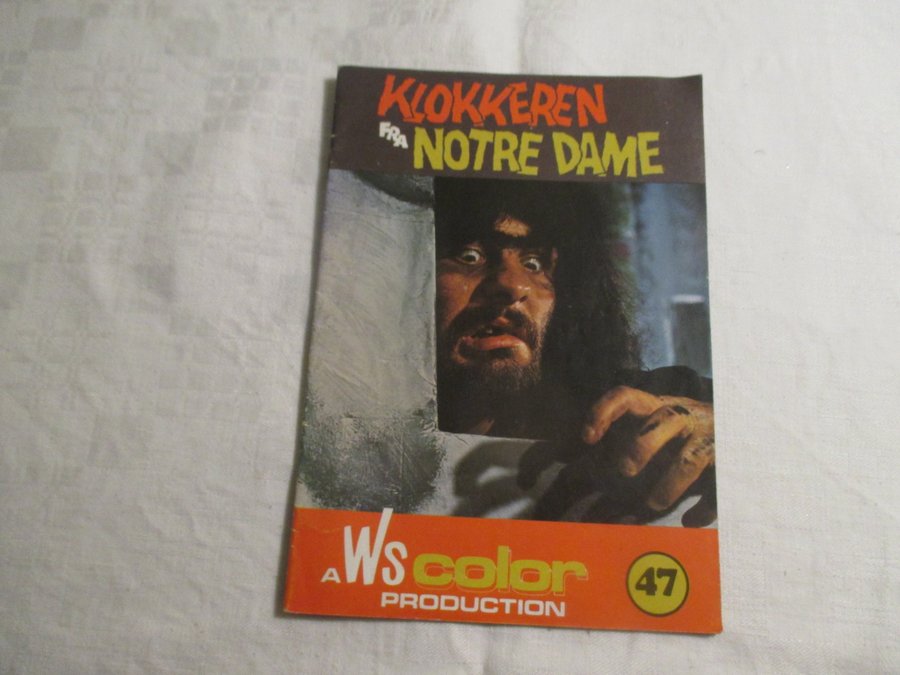 KLOKKEREN
FRA NOTRE DAME
A WS color
PRODUCTION
47